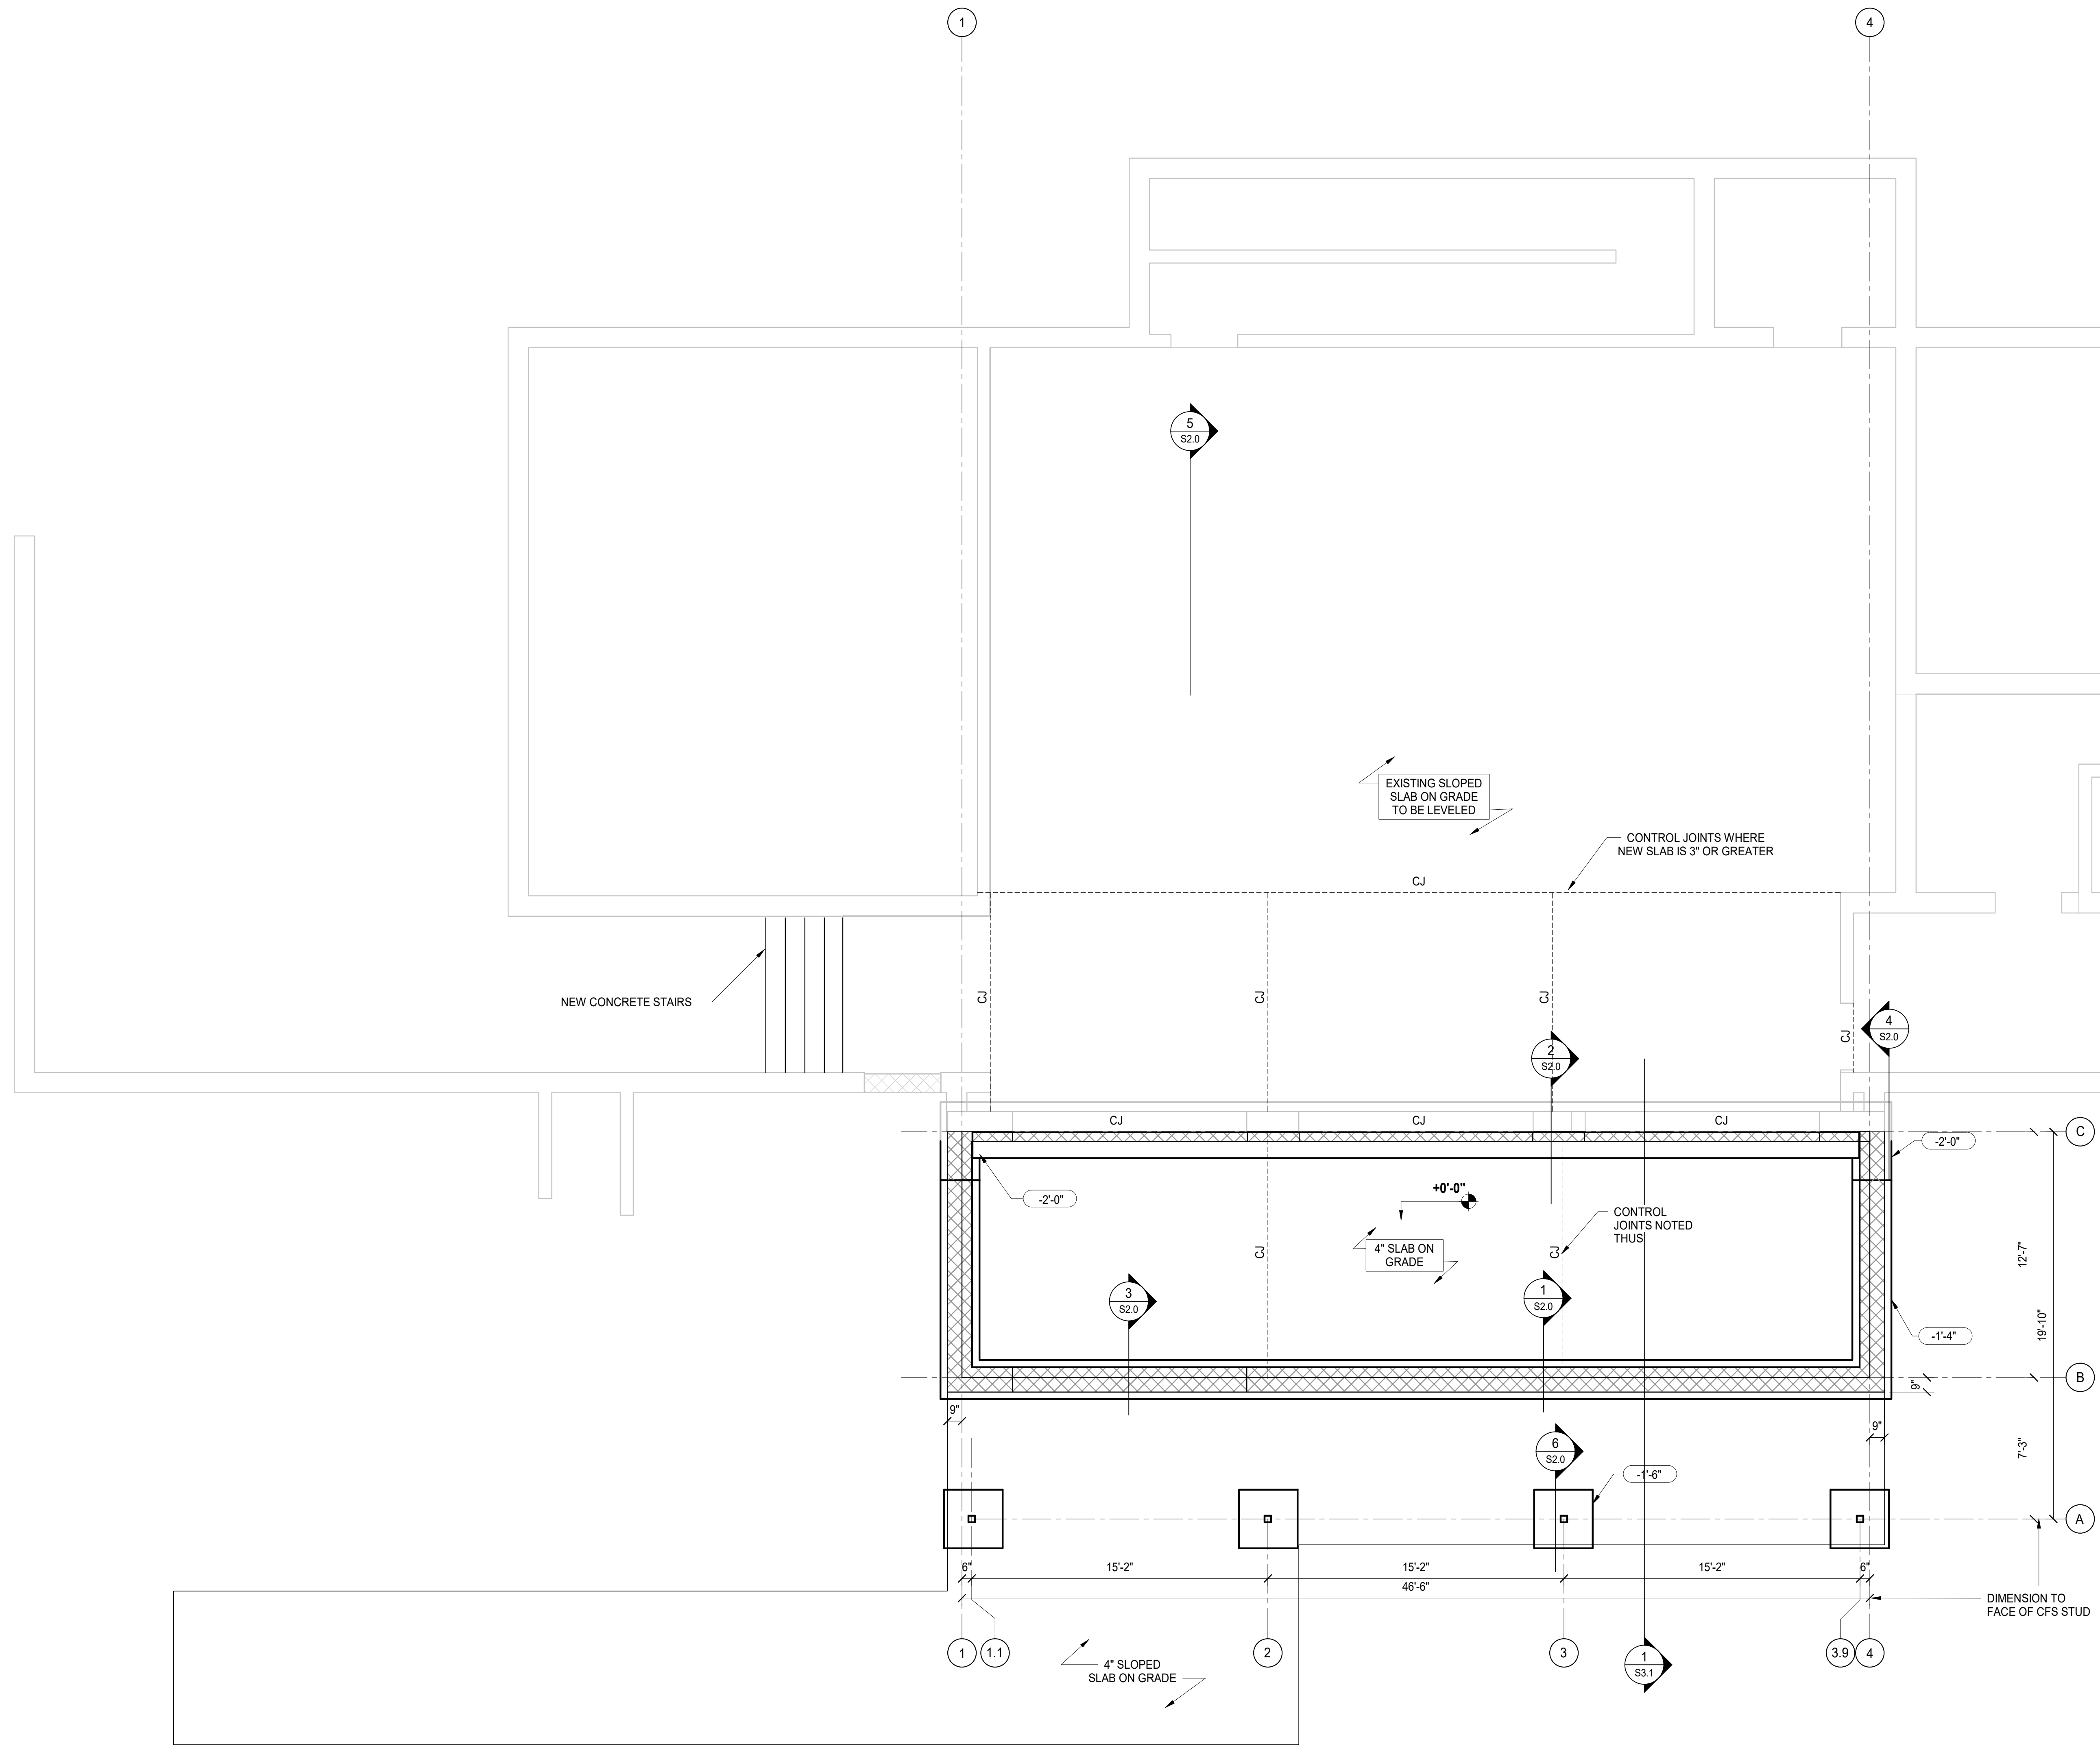 1
4
5
S2.0
EXISTING SLOPED
SLAB ON GRADE
TO BE LEVELED
CONTROL JOINTS WHERE
NEW SLAB IS 3" OR GREATER
CJ
NEW CONCRETE STAIRS
CJ
CJ
CJ
CJ
4
S2.0
2
S2.0
CJ
CJ
CJ
C
-2'-0"
-2'-0"
+0'-0"
CONTROL
JOINTS NOTED
THUS
4" SLAB ON
GRADE
CJ
CJ
12'-7"
19'-10"
3
S2.0
1
S2.0
-1'-4"
B
9"
9"
9"
6
S2.0
7'-3"
-1'-6"
A
6"
15'-2"
15'-2"
15'-2"
6"
46'-6"
DIMENSION TO
FACE OF CFS STUD
1
1.1
2
3
1
S3.1
3.9
4
4" SLOPED
SLAB ON GRADE